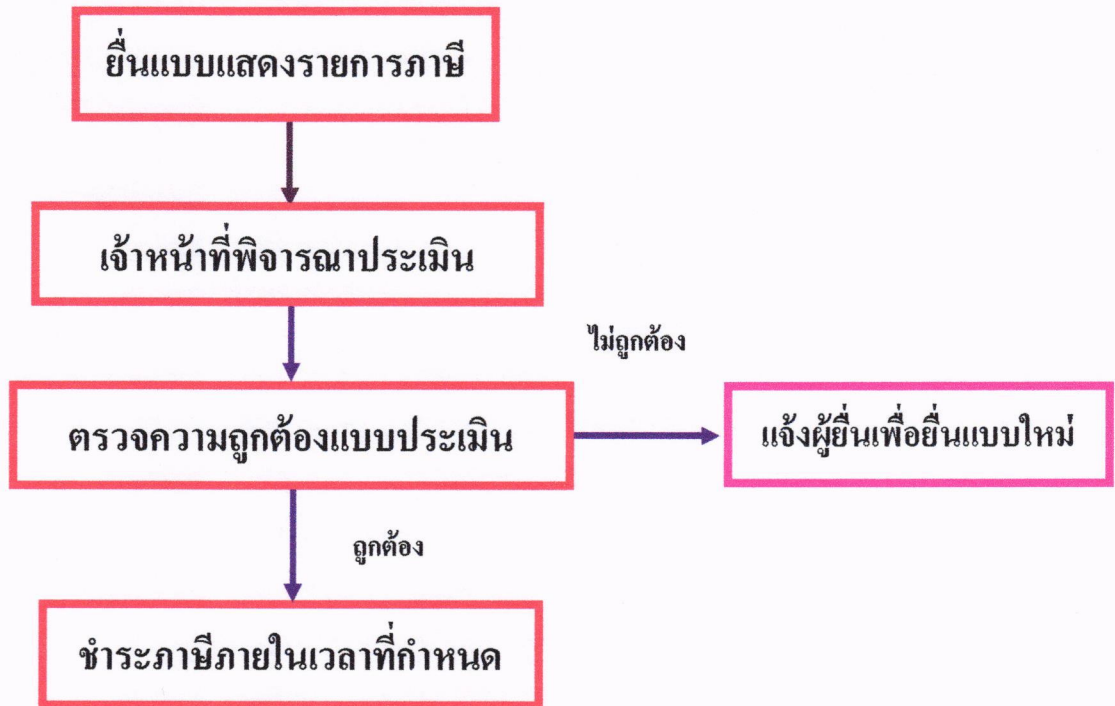 ยื่นแบบแสดงรายการภาษี
เจ้าหน้าที่พิจารณาประเมิน
ไม่ถูกต้อง
ตรวจความถูกต้องแบบประเมิน
แจ้งผู้ยื่นเพื่อยื่นแบบใหม่
ถูกต้อง
ชำระภาษีภายในเวลาที่กำหนด